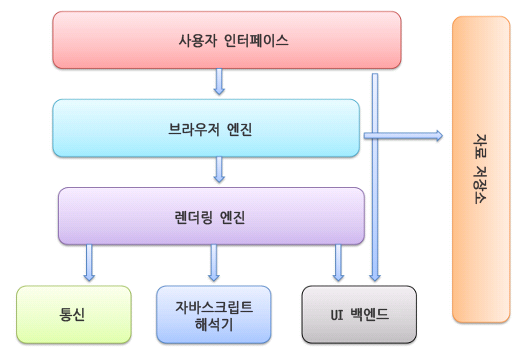 사용자 인터페이스
브라우저 엔진
자료 저장소
렌더링 엔진
통신
자바스크립트
해석기
UI 백엔드